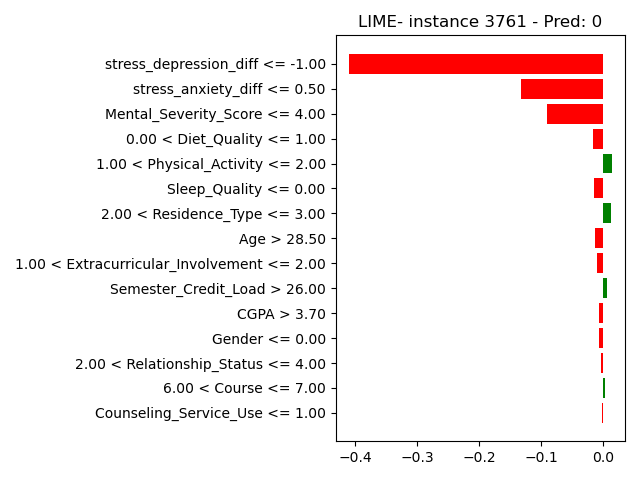 LIME- instance 3761 - Pred: 0
stress_depression_diff <= -1.00
stress_anxiety_diff <= 0.50
Mental_Severity_Score <= 4.00
0.00 < Diet_Quality <= 1.00
1.00 < Physical_Activity <= 2.00
Sleep_Quality <= 0.00
2.00 < Residence_Type <= 3.00
Age > 28.50
1.00 < Extracurricular_Involvement <= 2.00
Semester_Credit_Load > 26.00
CGPA > 3.70
Gender <= 0.00
2.00 < Relationship_Status <= 4.00
6.00 < Course <= 7.00
Counseling_Service_Use <= 1.00
−0.4 −0.3 −0.2 −0.1 0.0